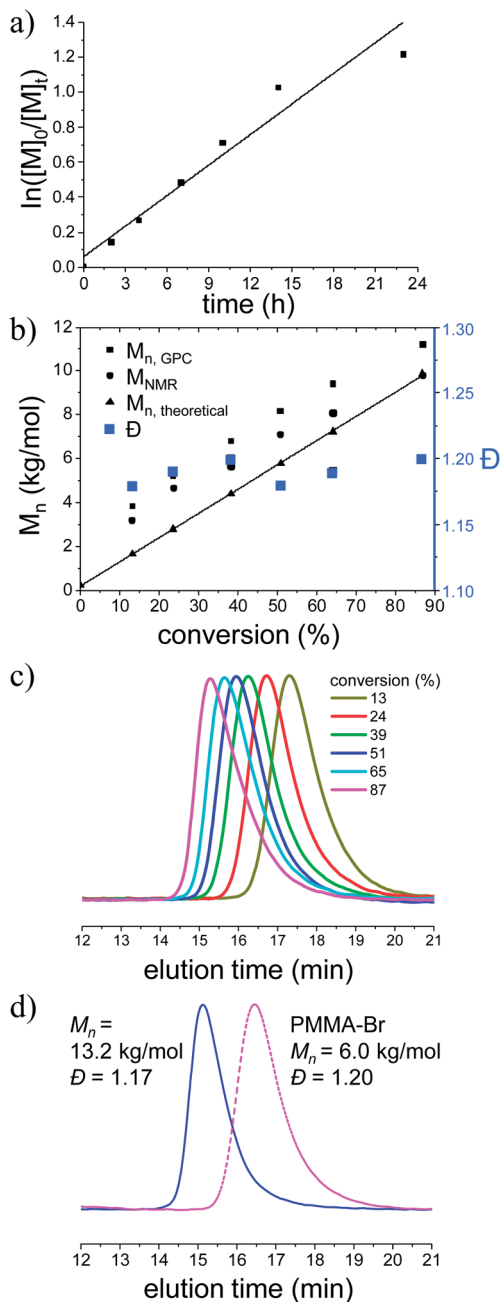 a)
1.4
1.2
1.0
0.8
0.6
0.4
0.2
0.0
ln([M]0/[M]t)
0 3 6 9 12 15 18 21 24
time (h)
b)
12
10
8
6
4
2
0
Mn (kg/mol)
Mn, GPC
MNMR
Mn, theoretical
Đ
1.30
1.25
1.20
1.15
1.10
Đ
0 10 20 30 40 50 60 70 80 90
conversion (%)
c)
conversion (%)
13
24
39
51
65
87
12 13 14 15 16 17 18 19 20 21
elution time (min)
d)
Mn =
13.2 kg/mol
Đ = 1.17
PMMA-Br
Mn = 6.0 kg/mol
Đ = 1.20
12 13 14 15 16 17 18 19 20 21
elution time (min)